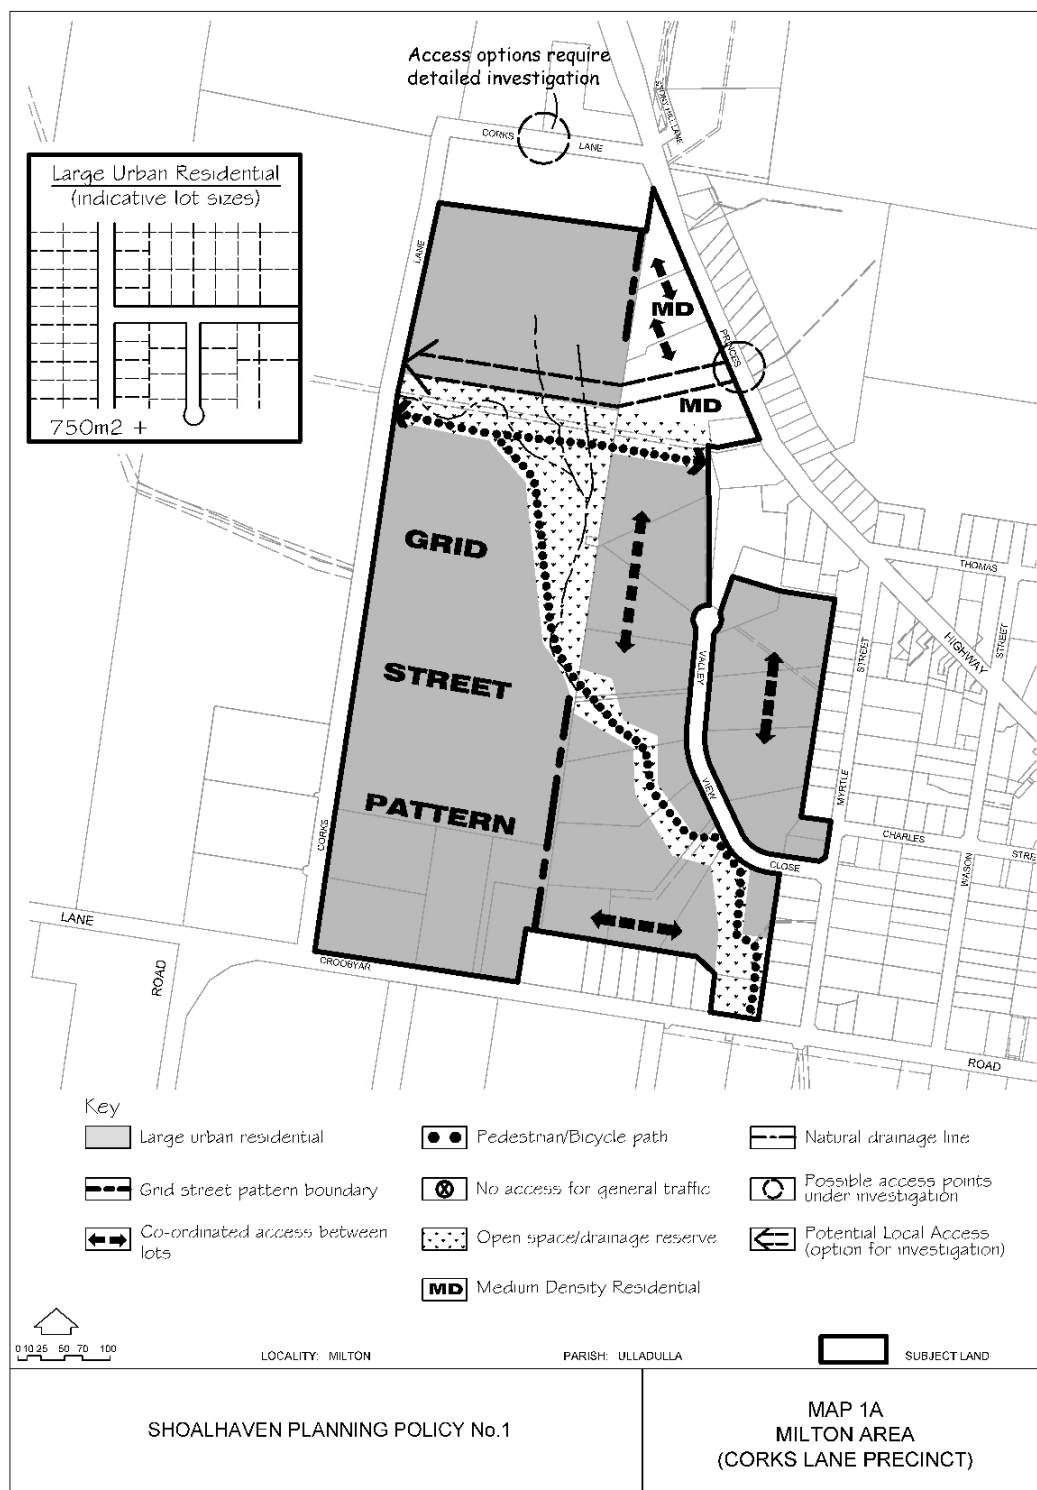 Access options require
detailed investigation
CORKS
LANE
STONY HILL LANE
Large Urban Residential
(indicative lot sizes)
750m2 +
LANE
MD
PRINCES
MD
GRID
THOMAS
STREET
HIGHWAY
STREET
VALLEY
STREET
MYRTLE
VIEW
PATTERN
CORKS
CHARLES
STRE
WASON
CLOSE
LANE
ROAD
CROOBYAR
ROAD
Key
Large urban residential
Pedestrian/Bicycle path
Natural drainage line
Grid street pattern boundary
No access for general traffic
Possible access points
under investigation
Co-ordinated access between
lots
Open space/drainage reserve
Potential Local Access
(option for investigation)
MD
Medium Density Residential
0 10 25 50 70 100
LOCALITY: MILTON
PARISH: ULLADULLA
SUBJECT LAND
SHOALHAVEN PLANNING POLICY No.1
MAP 1A
MILTON AREA
(CORKS LANE PRECINCT)